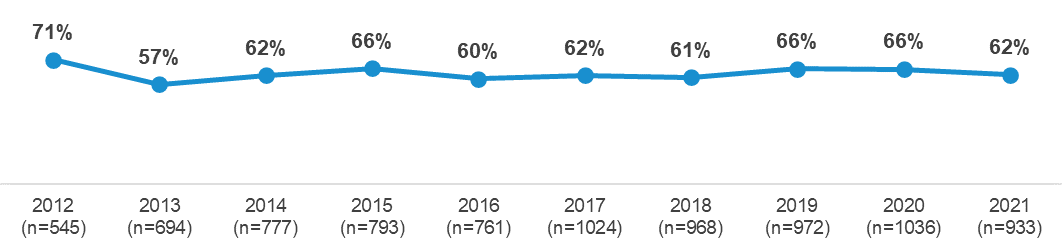 71% 57% 62% 66% 60% 62% 61% 66% 66% 62%
2012 2013 2014 2015 2016 2017 2018 2019 2020 2021
(n=545) (n=694) (n=777) (n=793) (n=761) (n=1024) (n=968) (n=972) (n=1036) (n=933)